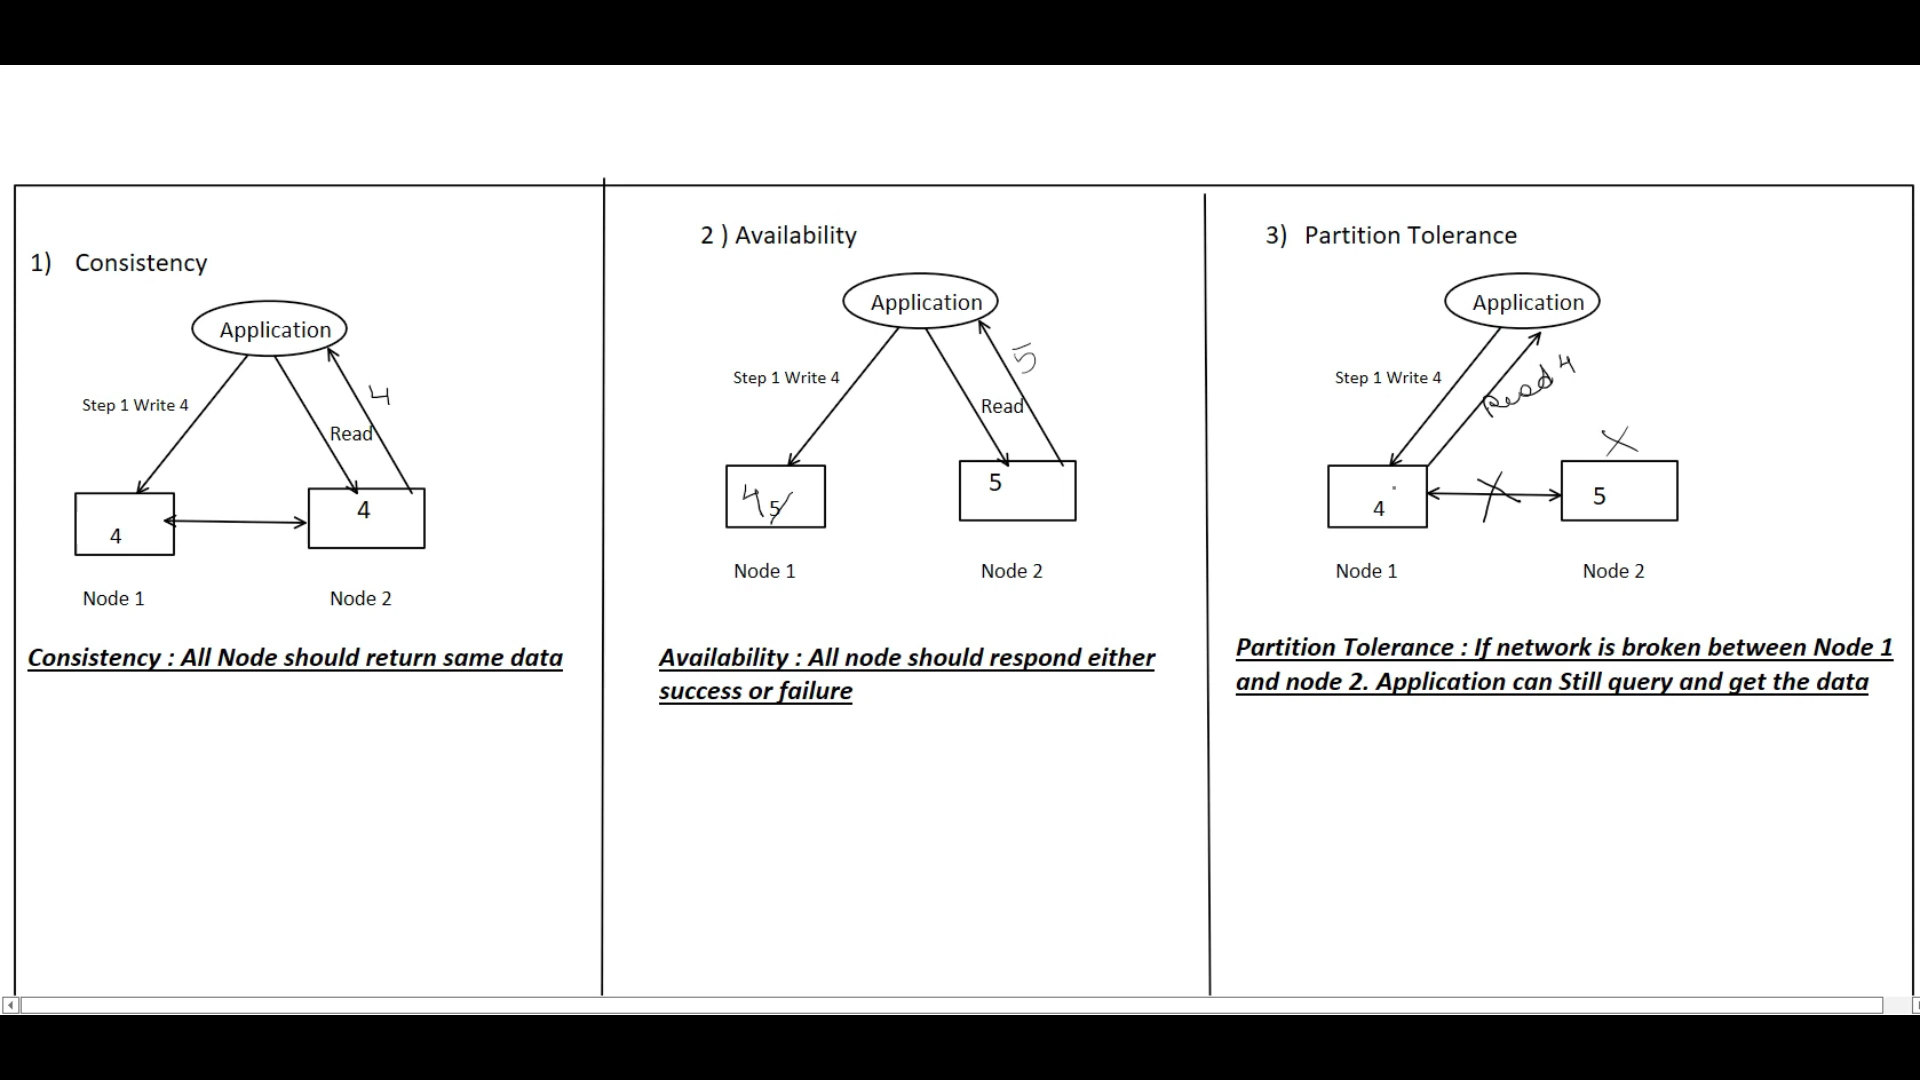 1) Consistency
Application
Step 1 Write 4
4
Read
4
4
Node 1
Node 2
Consistency : All Node should return same data
2 ) Availability
Application
Step 1 Write 4
5
Read
4 5
5
Node 1
Node 2
Availability : All node should respond either
success or failure
3) Partition Tolerance
Application
Step 1 Write 4
Read 4
X
4
X
5
Node 1
Node 2
Partition Tolerance : If network is broken between Node 1
and node 2. Application can Still query and get the data